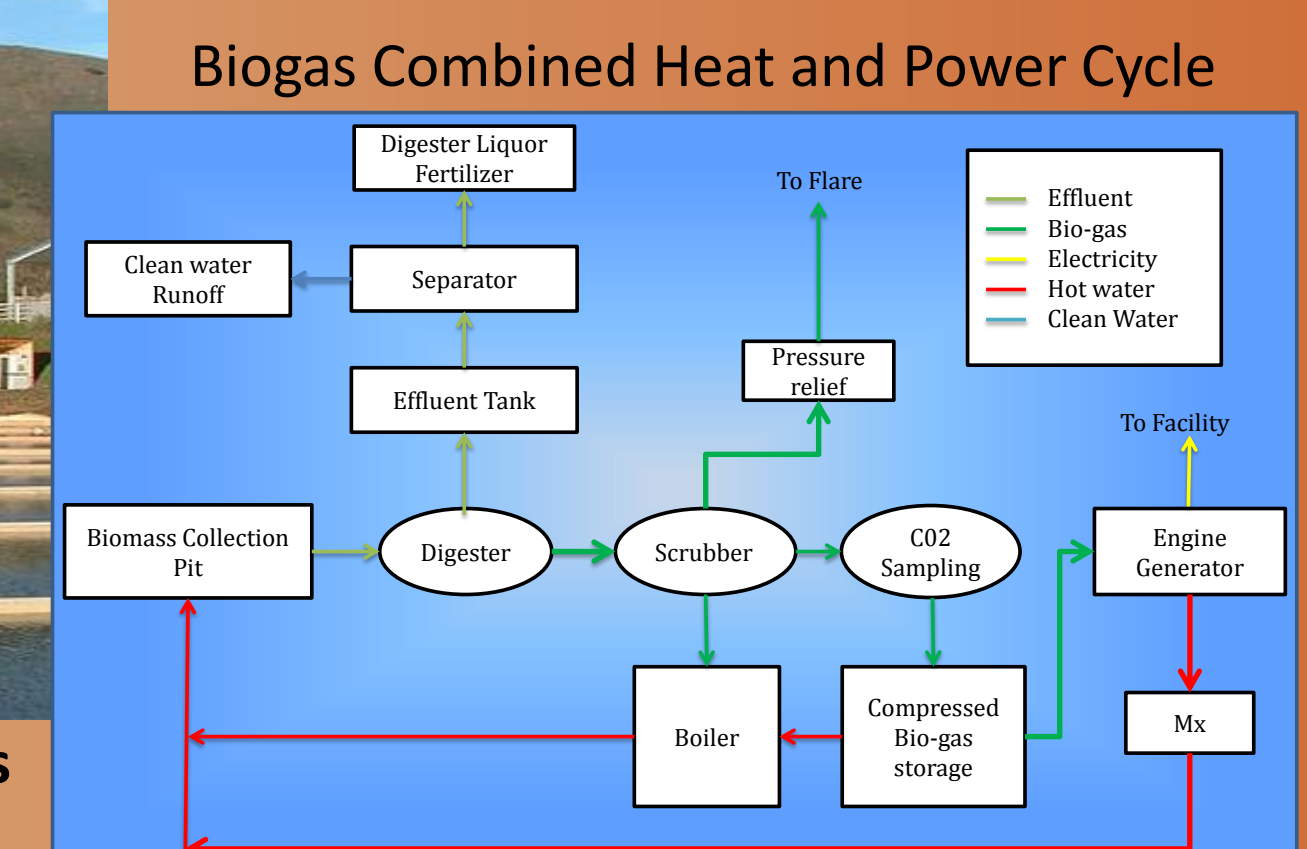 Biogas Combined Heat and Power Cycle
Digester Liquor
Fertilizer
To Flare
Effluent
Bio-gas
Electricity
Hot water
Clean Water
Clean water
Runoff
Separator
Pressure
relief
Effluent Tank
To Facility
Biomass Collection
Pit
Digester
Scrubber
C02
Sampling
Engine
Generator
Boiler
Compressed
Bio-gas
storage
Mx
s